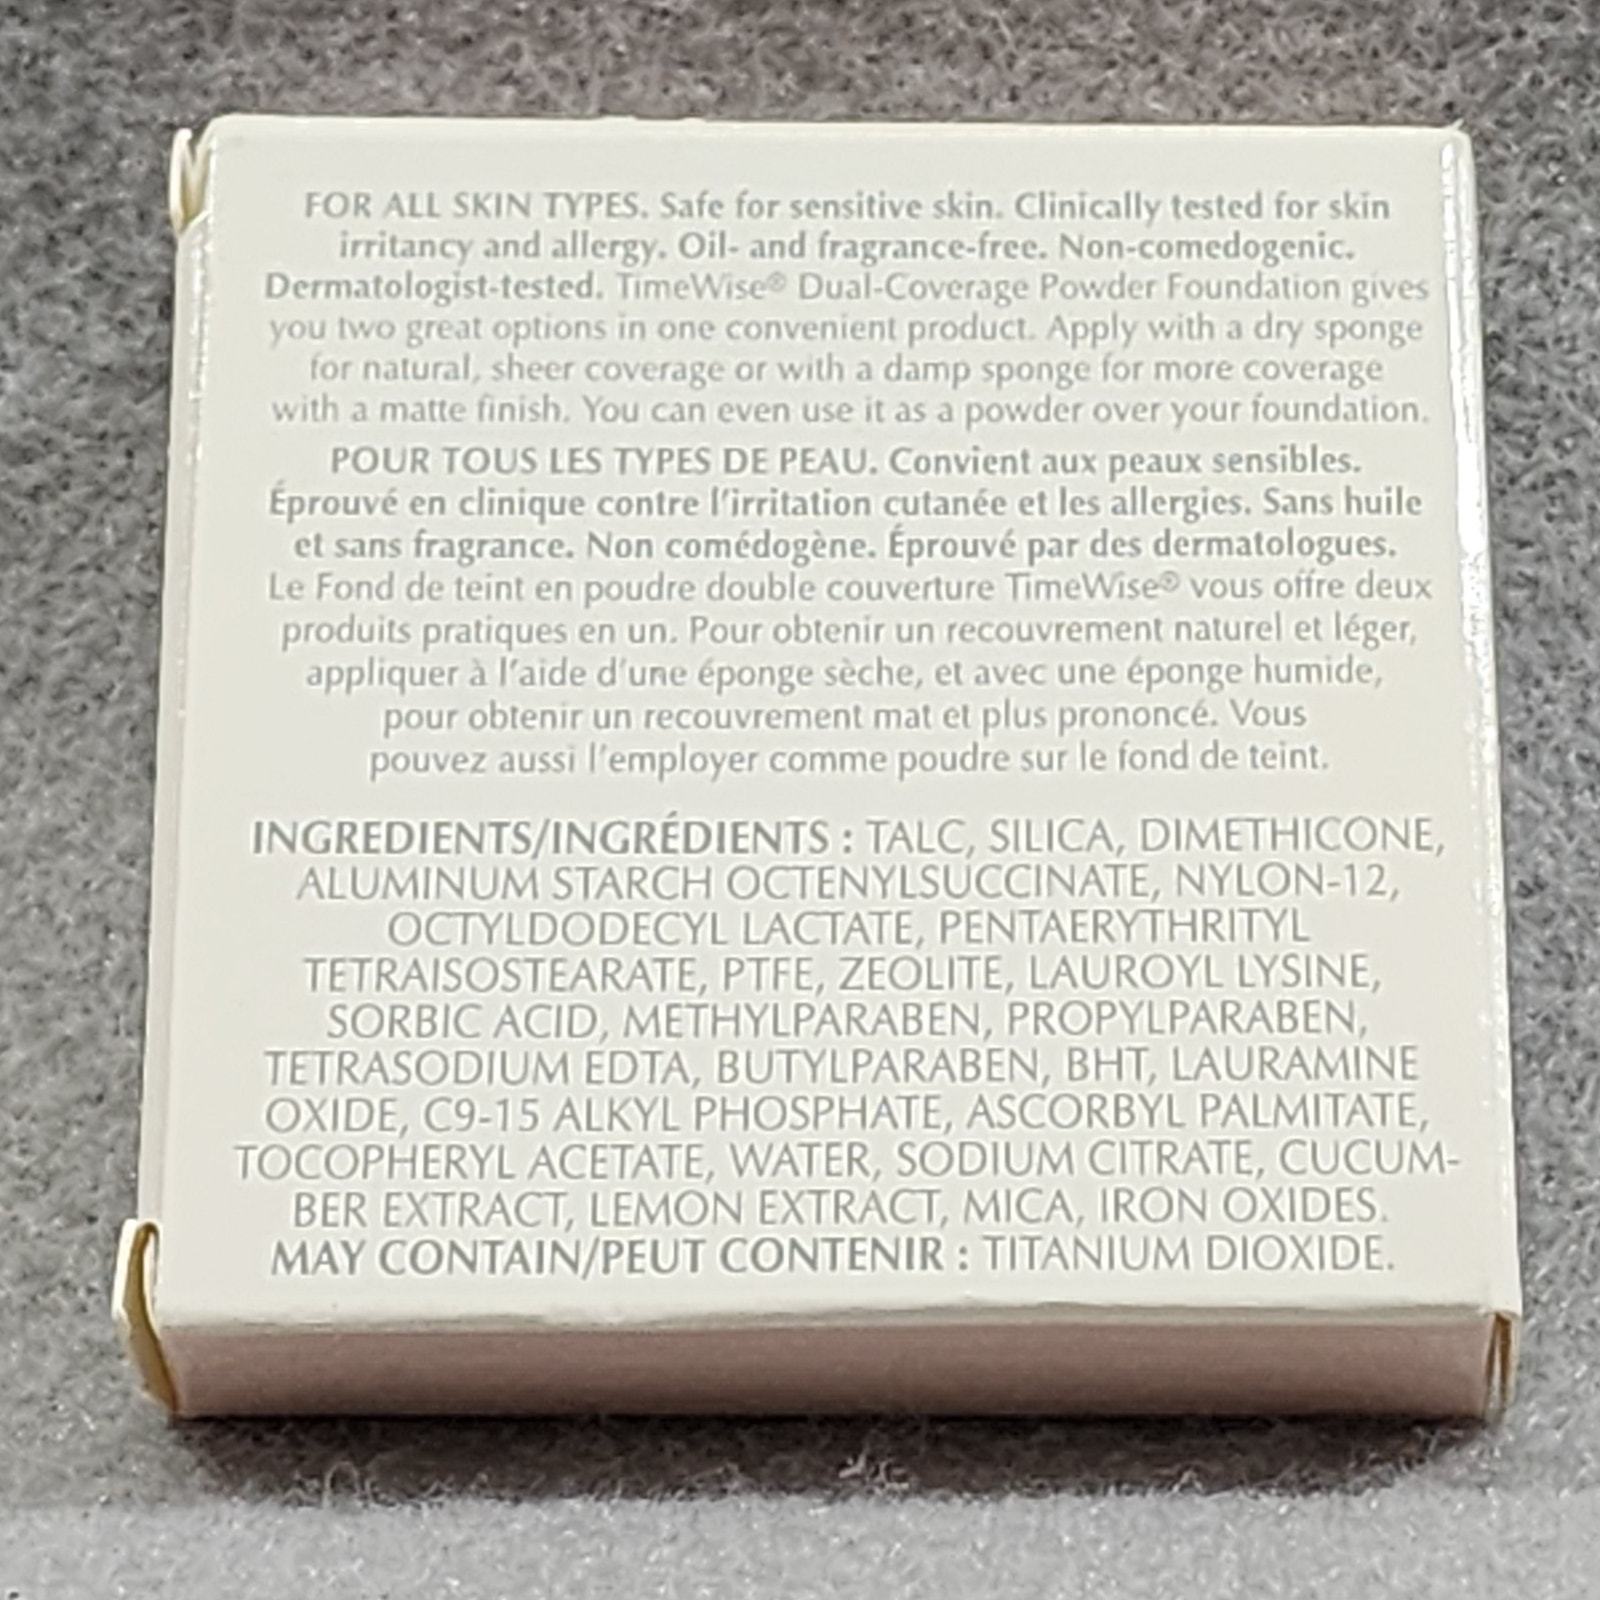 FOR ALL SKIN TYPES. Safe for sensitive skin. Clinically tested for skin
irritancy and allergy. Oil- and fragrance-free. Non-comedogenic.
Dermatologist-tested. TimeWise® Dual-Coverage Powder Foundation gives
you two great options in one convenient product. Apply with a dry sponge
for natural, sheer coverage or with a damp sponge for more coverage
with a matte finish. You can even use it as a powder over your foundation.
POUR TOUS LES TYPES DE PEAU. Convient aux peaux sensibles.
Éprouvé en clinique contre l'irritation cutanée et les allergies. Sans huile
et sans fragrance. Non comédogène. Éprouvé par des dermatologues.
Le Fond de teint en poudre double couverture TimeWise® vous offre deux
produits pratiques en un. Pour obtenir un recouvrement naturel et léger,
appliquer à l'aide d'une éponge sèche, et avec une éponge humide,
pour obtenir un recouvrement mat et plus prononcé. Vous
pouvez aussi l'employer comme poudre sur le fond de teint.
INGREDIENTS/INGRÉDIENTS : TALC, SILICA, DIMETHICONE,
ALUMINUM STARCH OCTENYLSUCCINATE, NYLON-12,
OCTYLDODECYL LACTATE, PENTAERYTHRITYL
TETRAISOSTEARATE, PTFE, ZEOLITE, LAUROYL LYSINE,
SORBIC ACID, METHYLPARABEN, PROPYLPARABEN,
TETRASODIUM EDTA, BUTYLPARABEN, BHT, LAURAMINE
OXIDE, C9-15 ALKYL PHOSPHATE, ASCORBYL PALMITATE,
TOCOPHERYL ACETATE, WATER, SODIUM CITRATE, CUCUM-
BER EXTRACT, LEMON EXTRACT, MICA, IRON OXIDES.
MAY CONTAIN/PEUT CONTENIR : TITANIUM DIOXIDE.